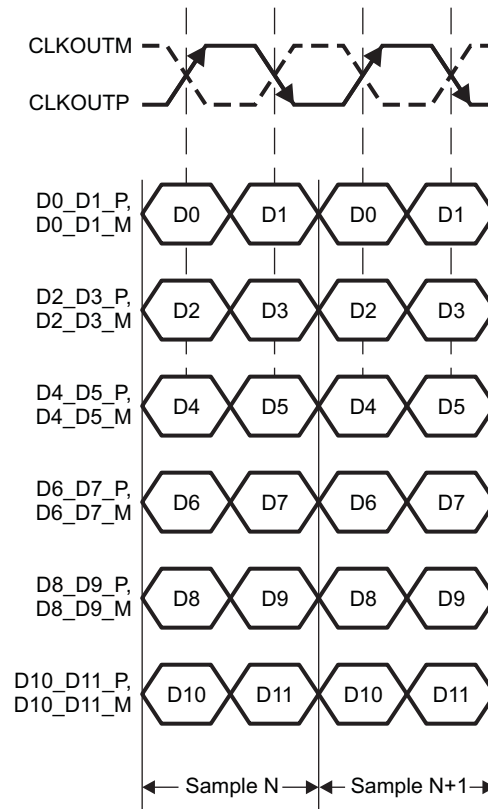 CLKOUTM
CLKOUTP
D0_D1_P,
D0_D1_M
D0 D1 D0 D1
D2_D3_P,
D2_D3_M
D2 D3 D2 D3
D4_D5_P,
D4_D5_M
D4 D5 D4 D5
D6_D7_P,
D6_D7_M
D6 D7 D6 D7
D8_D9_P,
D8_D9_M
D8 D9 D8 D9
D10_D11_P,
D10_D11_M
D10 D11 D10 D11
Sample N Sample N+1